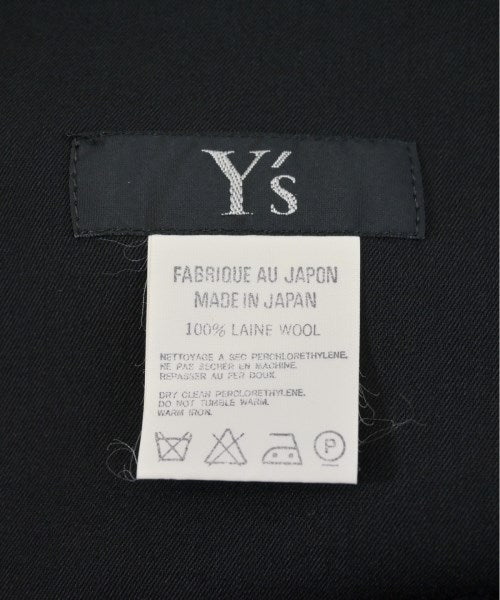 Y's
FABRIQUE AU JAPON
MADE IN JAPAN
100% LAINE WOOL
NETTOYAGE A SEC PERCHLORETHYLENE.
NE PAS SECHER EN MACHINE.
REPASSER AU FER DOUX.
DRY CLEAN PERCLORETHYLENE.
DO NOT TUMBLE WARM.
WARM IRON.
P